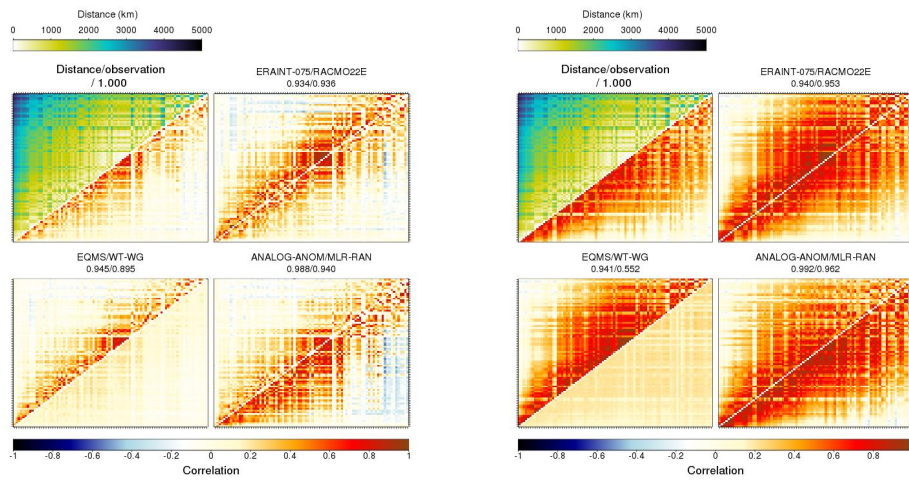 Distance (km)
0 1000 2000 3000 4000 5000
Distance/observation
/ 1.000
ERAINT-075/RACMO22E
0.934/0.936
EQMS/WT-WG
0.945/0.895
ANALOG-ANOM/MLR-RAN
0.988/0.940
-1 -0.8 -0.6 -0.4 -0.2 0 0.2 0.4 0.6 0.8 1
Correlation
Distance (km)
0 1000 2000 3000 4000 5000
Distance/observation
/ 1.000
ERAINT-075/RACMO22E
0.940/0.953
EQMS/WT-WG
0.941/0.552
ANALOG-ANOM/MLR-RAN
0.992/0.962
-1 -0.8 -0.6 -0.4 -0.2 0 0.2 0.4 0.6 0.8
Correlation